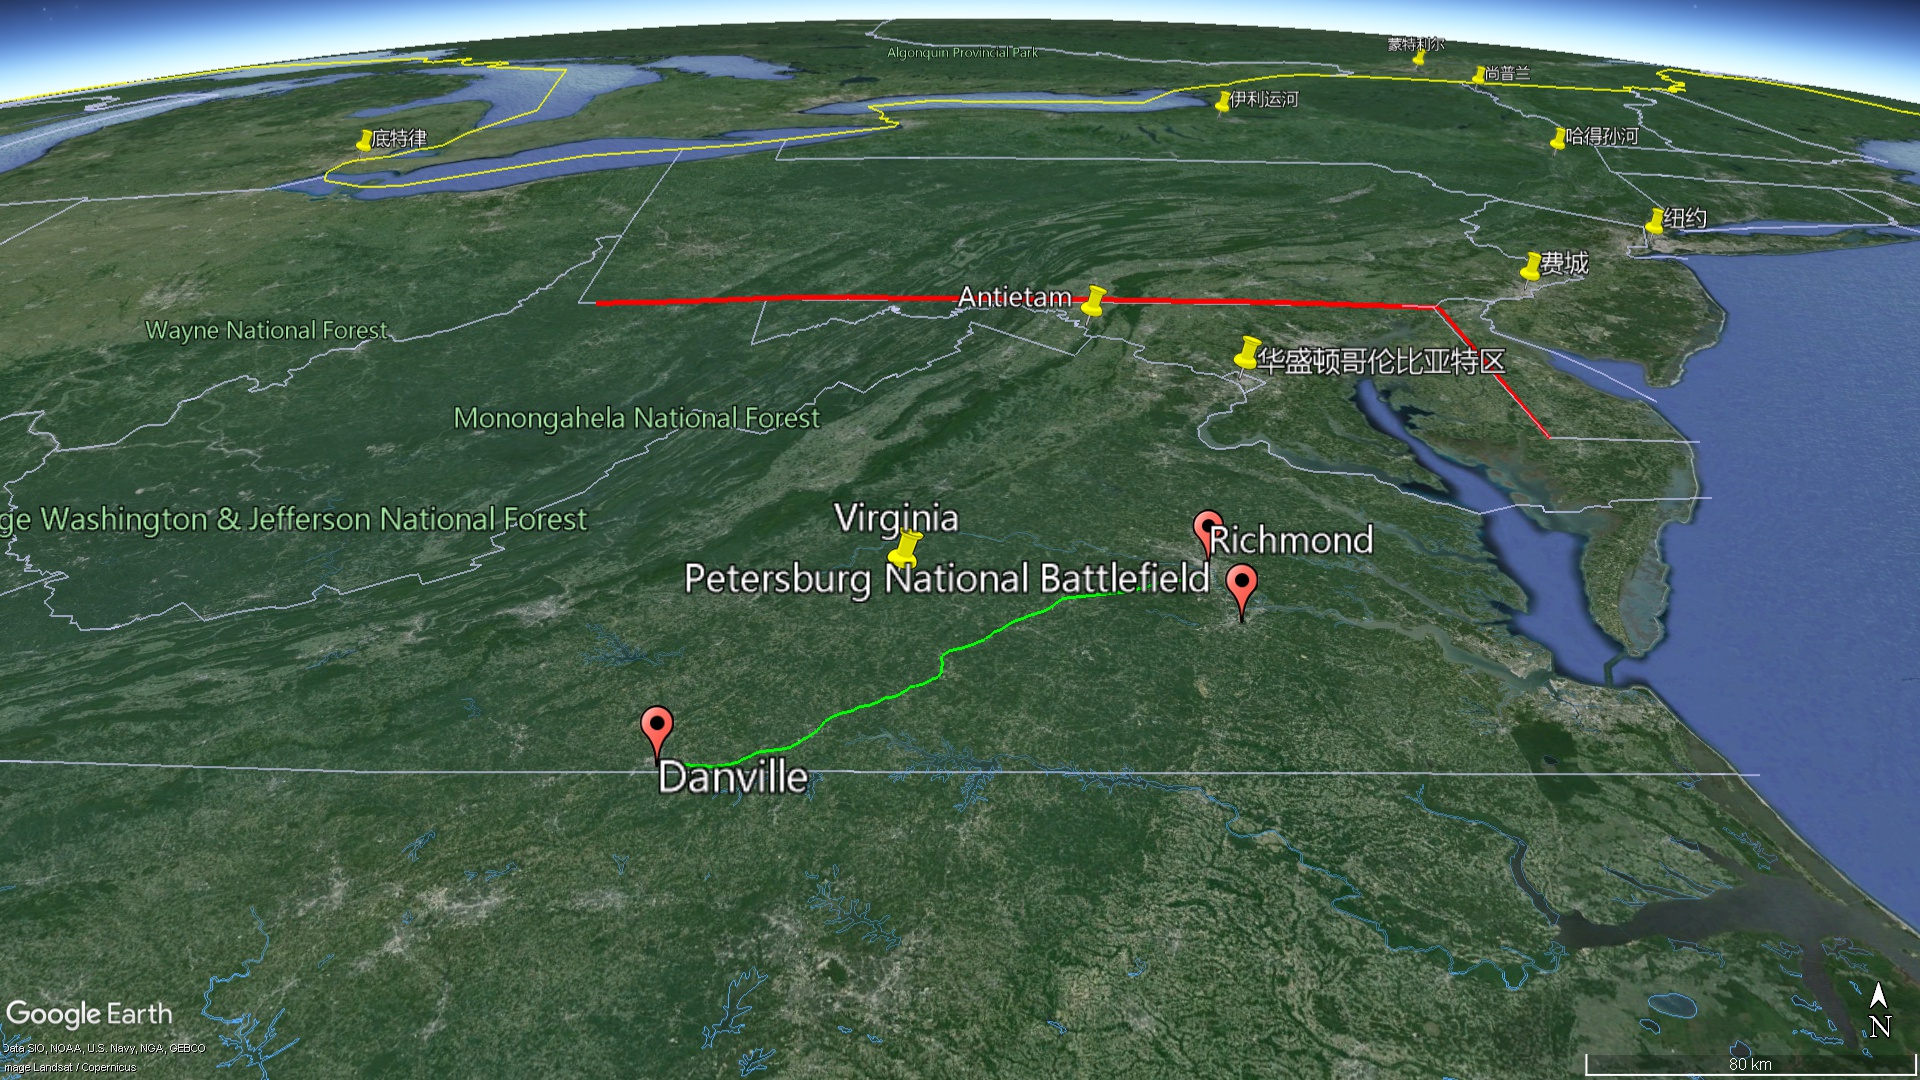 蒙特利尔
Algonquin Provincial Park
尚普兰
伊利运河
底特律
哈得孙河
纽约
费城
Antietam
Wayne National Forest
华盛顿哥伦比亚特区
Monongahela National Forest
Virginia
ge Washington & Jefferson National Forest
Richmond
Petersburg National Battlefield
Danville
Google Earth
N
Data SIO, NOAA, U.S. Navy, NGA, GEBCO
mage Landsat / Copernicus
80 km